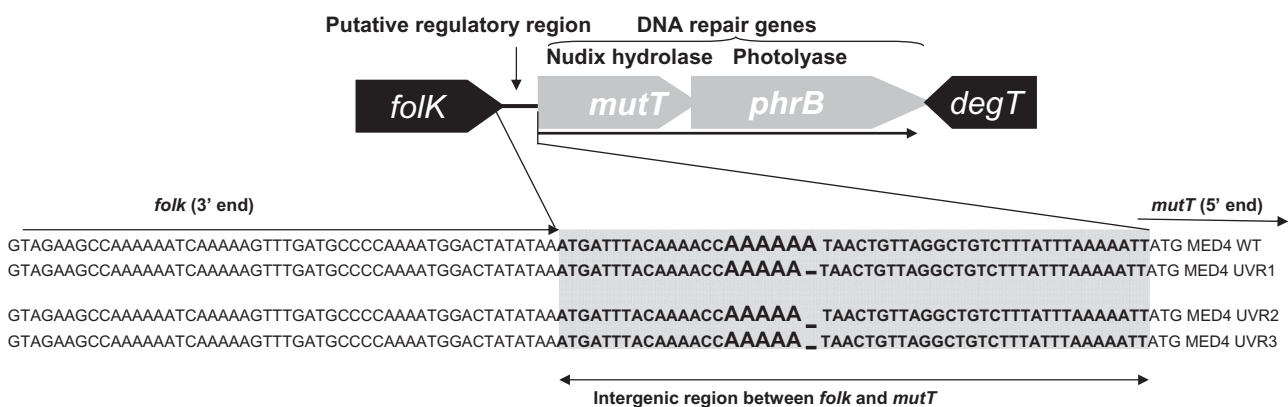 Putative regulatory region
DNA repair genes
Nudix hydrolase Photolyase
folK mutT phrB degT
folk (3' end) mutT (5' end)
GTAGAAGCCAAAAAATCAAAAAGTTTGATGCCCCAAAATGGACTATATAAATGATTTACAAAACCAAAAAA TAACTGTTAGGCTGTCTTTATTTAAAAATTATG MED4 WT
GTAGAAGCCAAAAAATCAAAAAGTTTGATGCCCCAAAATGGACTATATAAATGATTTACAAAACCAAAAA_TAACTGTTAGGCTGTCTTTATTTAAAAATTATG MED4 UVR1
GTAGAAGCCAAAAAATCAAAAAGTTTGATGCCCCAAAATGGACTATATAAATGATTTACAAAACCAAAAA_ TAACTGTTAGGCTGTCTTTATTTAAAAATTATG MED4 UVR2
GTAGAAGCCAAAAAATCAAAAAGTTTGATGCCCCAAAATGGACTATATAAATGATTTACAAAACCAAAAA_ TAACTGTTAGGCTGTCTTTATTTAAAAATTATG MED4 UVR3
Intergenic region between folk and mutT